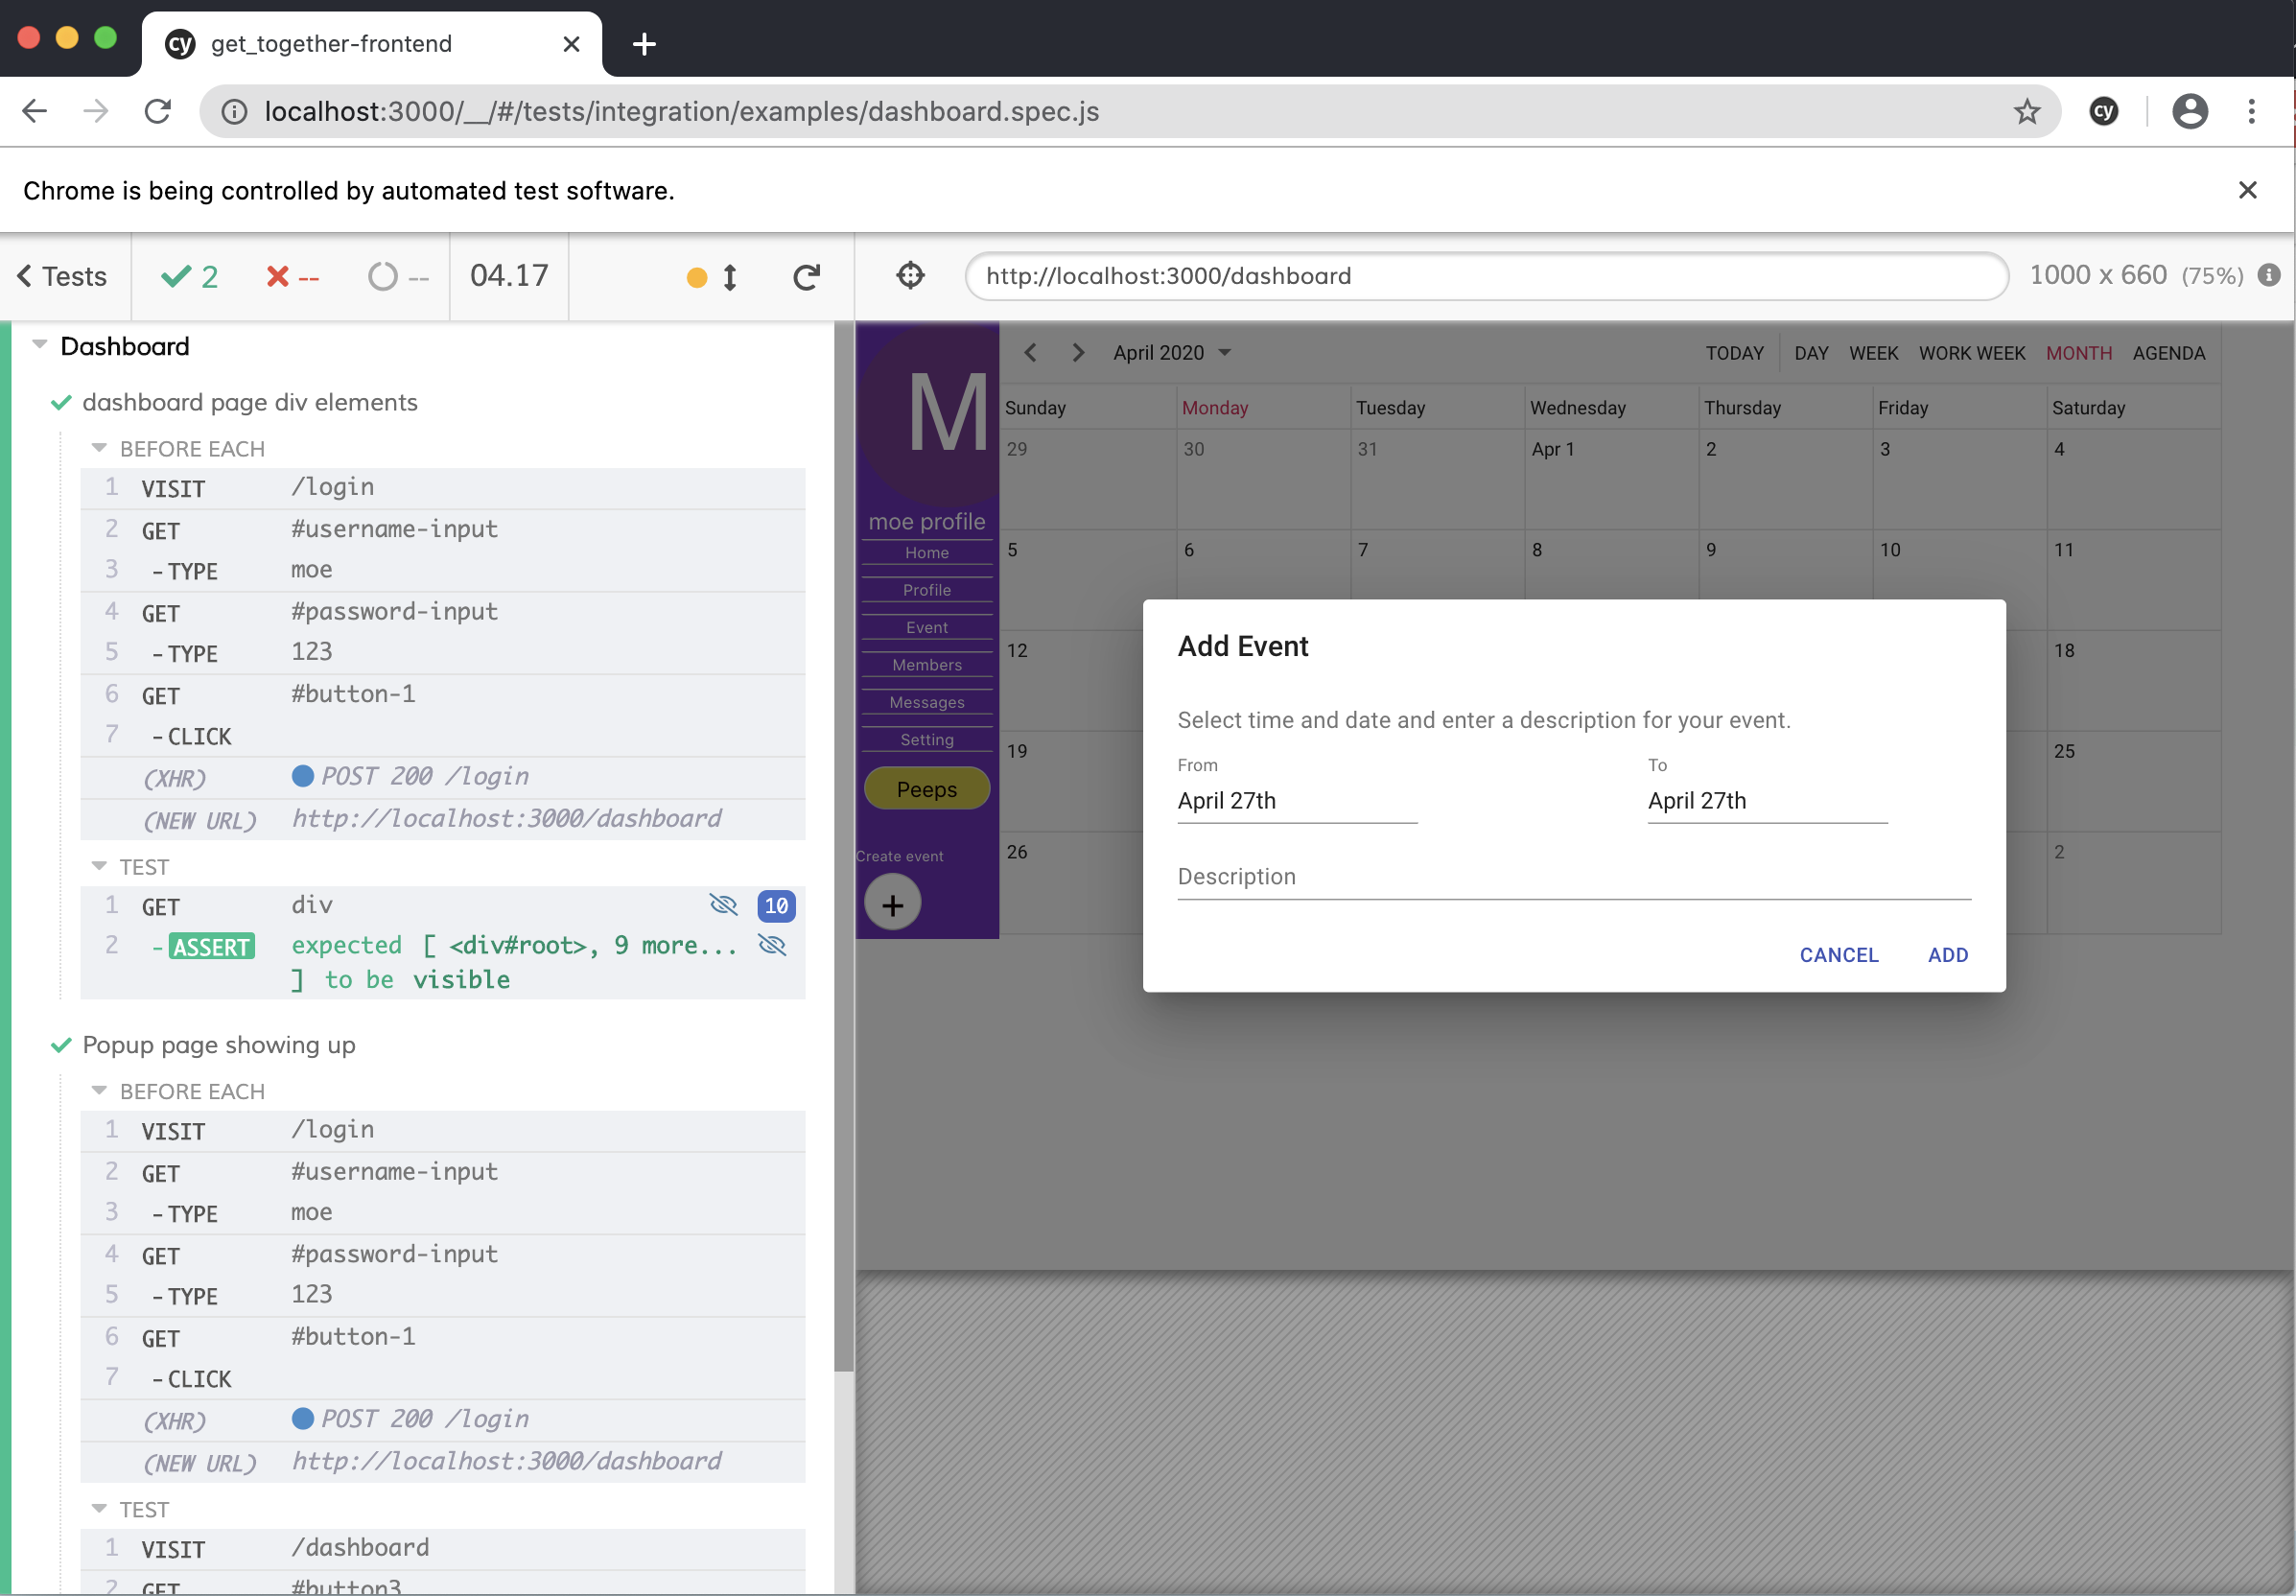 cy get_together-frontend
localhost:3000/__/#/tests/integration/examples/dashboard.spec.js
cy
Chrome is being controlled by automated test software.
Tests
2
--
--
04.17
http://localhost:3000/dashboard
1000 x 660 (75%)
Dashboard
dashboard page div elements
BEFORE EACH
1 VISIT /login
2 GET #username-input
3 -TYPE moe
4 GET #password-input
5 -TYPE 123
6 GET #button-1
7 -CLICK
(XHR) POST 200 /login
(NEW URL) http://localhost:3000/dashboard
TEST
1 GET div 10
2 -ASSERT expected [ <div#root>, 9 more...
] to be visible
Popup page showing up
BEFORE EACH
1 VISIT /login
2 GET #username-input
3 -TYPE moe
4 GET #password-input
5 -TYPE 123
6 GET #button-1
7 -CLICK
(XHR) POST 200 /login
(NEW URL) http://localhost:3000/dashboard
TEST
1 VISIT /dashboard
2 GET #button3
M
moe profile
Home
Profile
Event
Members
Messages
Setting
Peeps
Create event
+
April 2020
TODAY DAY WEEK WORK WEEK MONTH AGENDA
Sunday Monday Tuesday Wednesday Thursday Friday Saturday
29 30 31 Apr 1 2 3 4
5 6 7 8 9 10 11
12 18
19 25
26 2
Add Event
Select time and date and enter a description for your event.
From To
April 27th April 27th
Description
CANCEL ADD